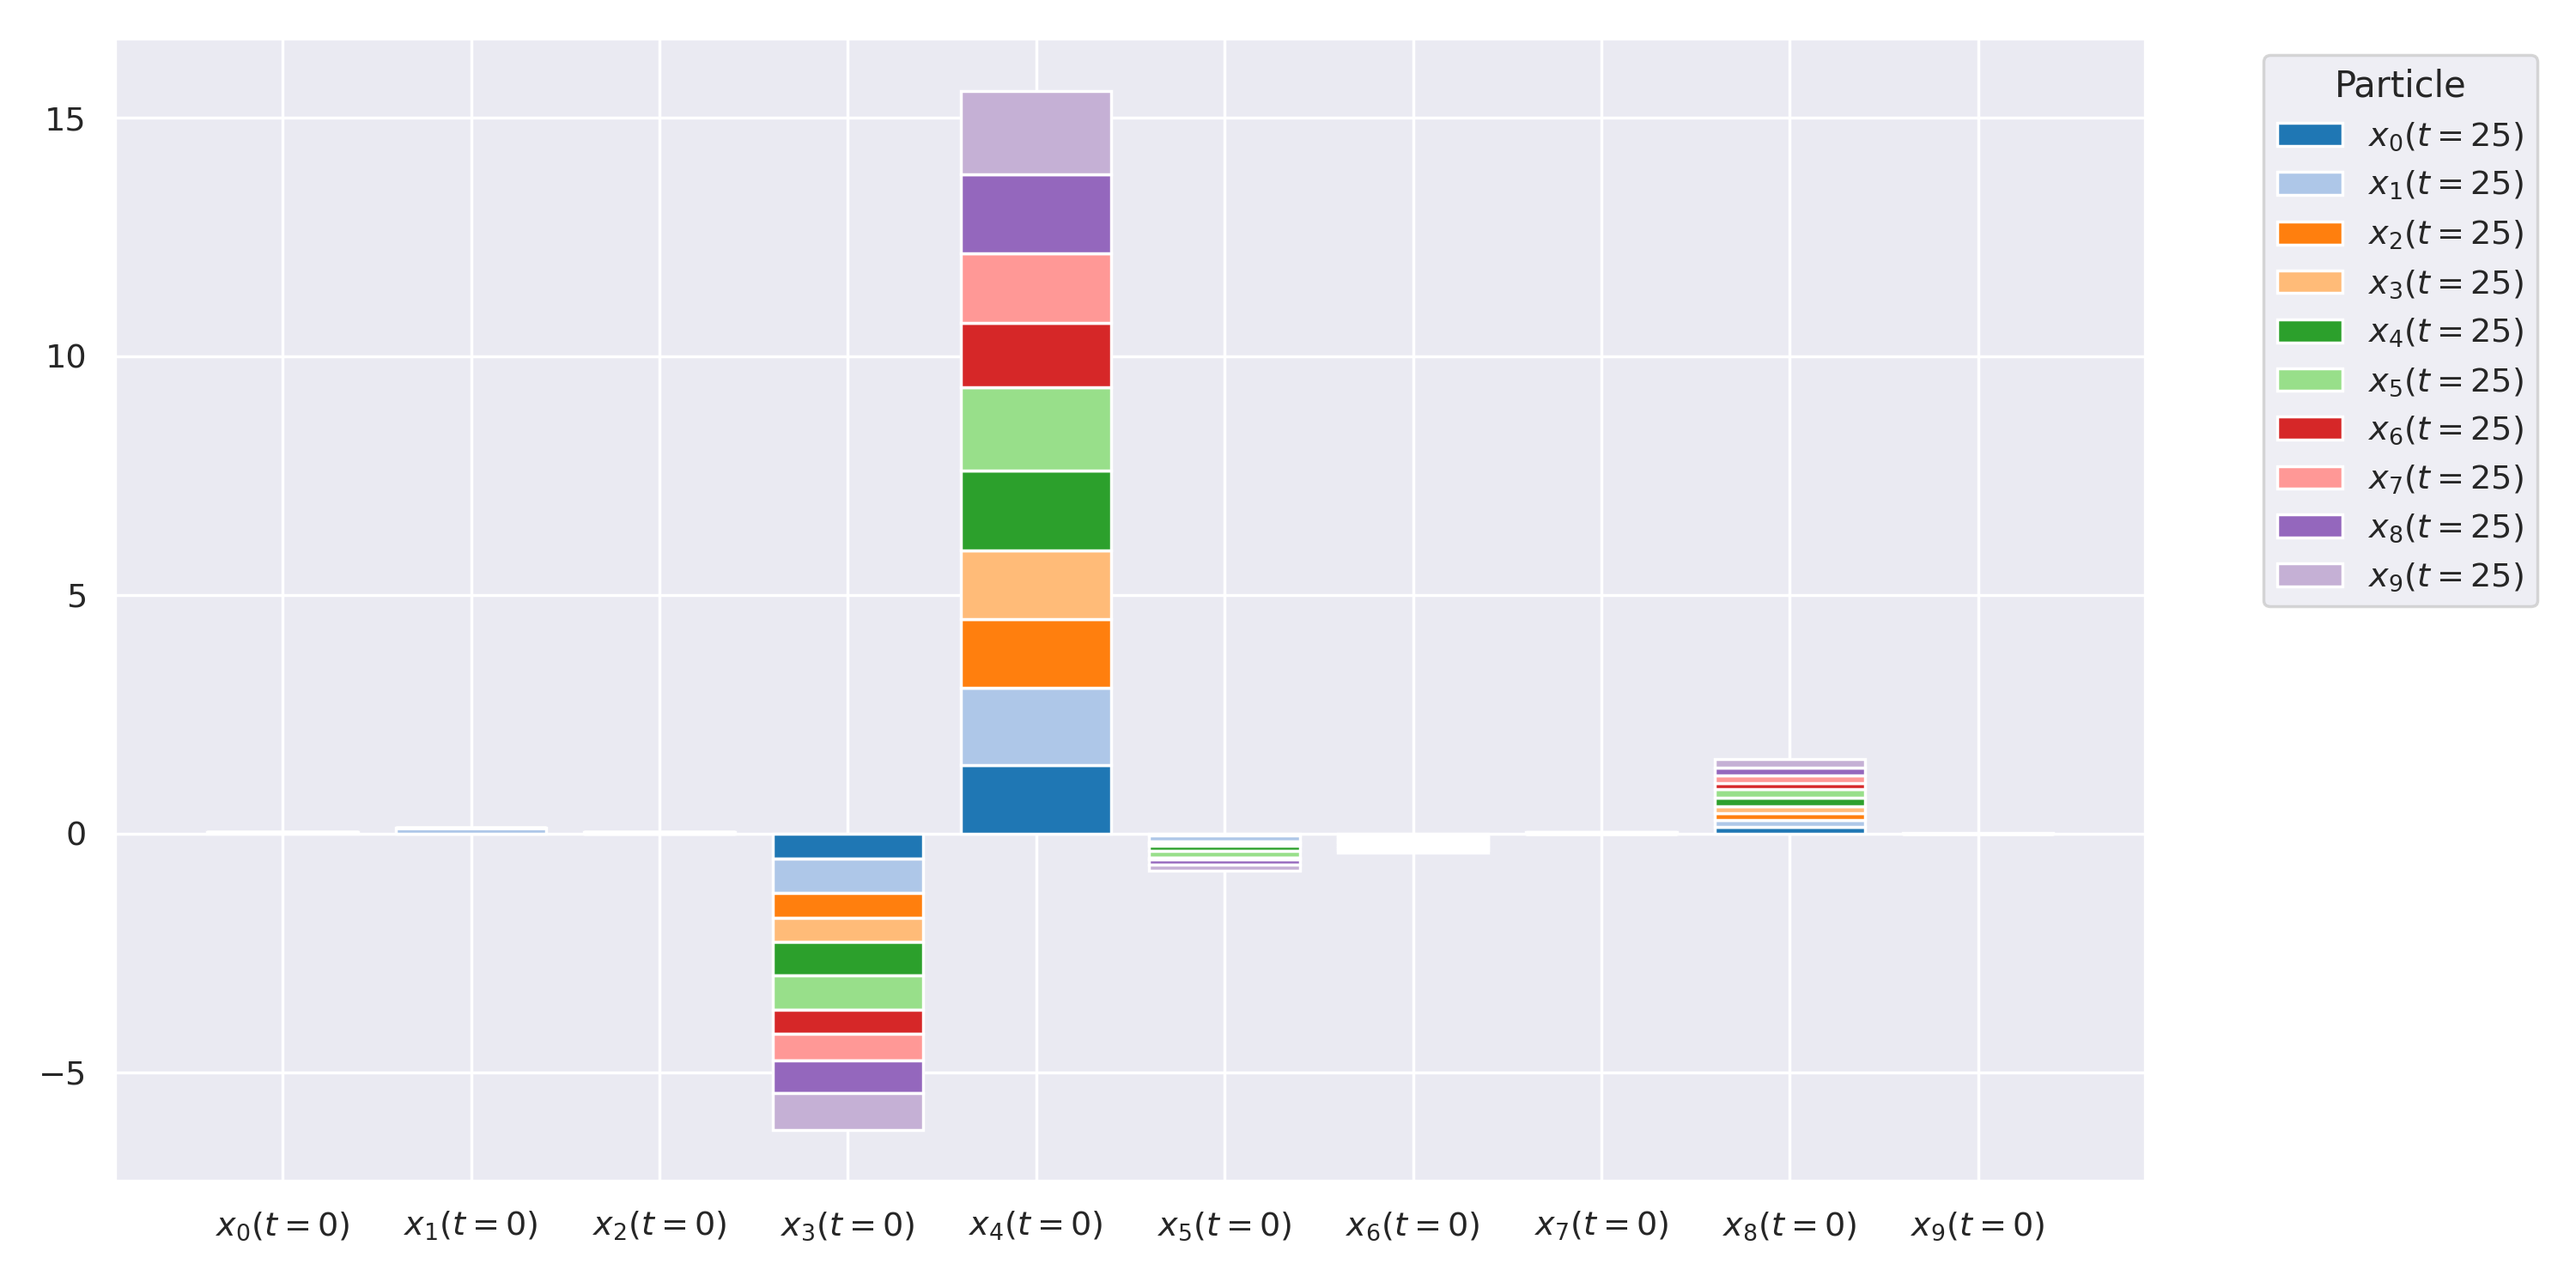 15
10
5
0
−5
x₀(t = 0) x₁(t = 0) x₂(t = 0) x₃(t = 0) x₄(t = 0) x₅(t = 0) x₆(t = 0) x₇(t = 0) x₈(t = 0) x₉(t = 0)
Particle
x₀(t = 25)
x₁(t = 25)
x₂(t = 25)
x₃(t = 25)
x₄(t = 25)
x₅(t = 25)
x₆(t = 25)
x₇(t = 25)
x₈(t = 25)
x₉(t = 25)